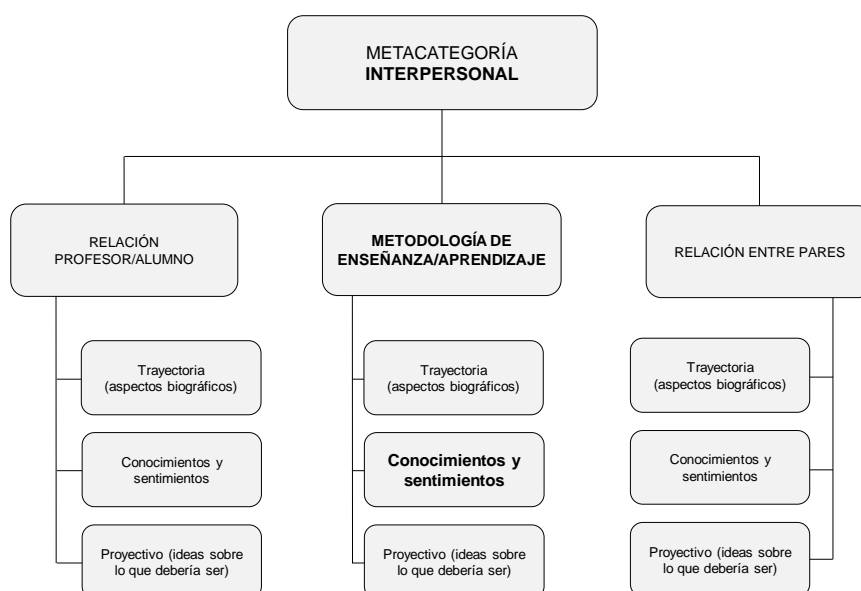 METACATEGORÍA
INTERPERSONAL
RELACIÓN
PROFESOR/ALUMNO
METODOLOGÍA DE
ENSEÑANZA/APRENDIZAJE
RELACIÓN ENTRE PARES
Trayectoria
(aspectos biográficos)
Conocimientos y
sentimientos
Proyectivo (ideas sobre
lo que debería ser)
Trayectoria
(aspectos biográficos)
Conocimientos y
sentimientos
Proyectivo (ideas sobre
lo que debería ser)
Trayectoria
(aspectos biográficos)
Conocimientos y
sentimientos
Proyectivo (ideas sobre
lo que debería ser)